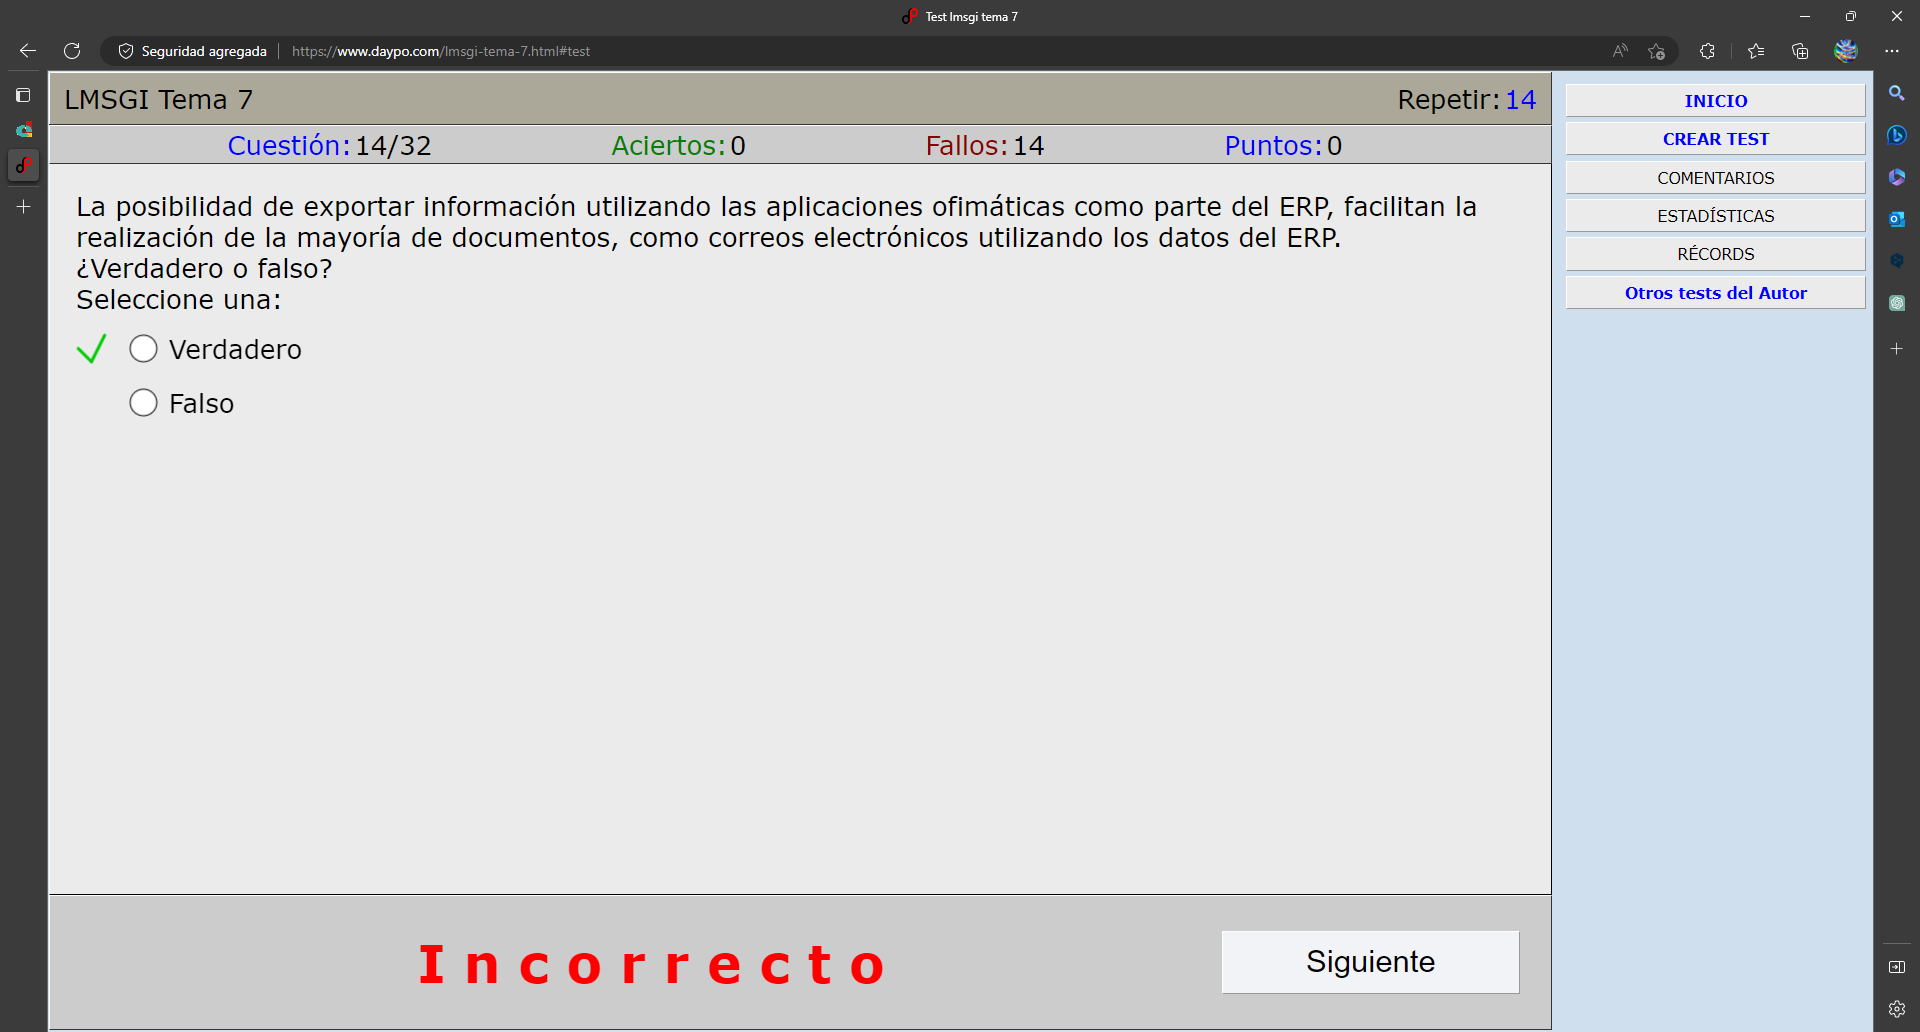 Test lmsgi tema 7
Seguridad agregada
https://www.daypo.com/lmsgi-tema-7.html#test
LMSGI Tema 7
Repetir: 14
Cuestión: 14/32
Aciertos: 0
Fallos: 14
Puntos: 0
La posibilidad de exportar información utilizando las aplicaciones ofimáticas como parte del ERP, facilitan la
realización de la mayoría de documentos, como correos electrónicos utilizando los datos del ERP.
¿Verdadero o falso?
Seleccione una:
Verdadero
Falso
Incorrecto
Siguiente
INICIO
CREAR TEST
COMENTARIOS
ESTADÍSTICAS
RÉCORDS
Otros tests del Autor